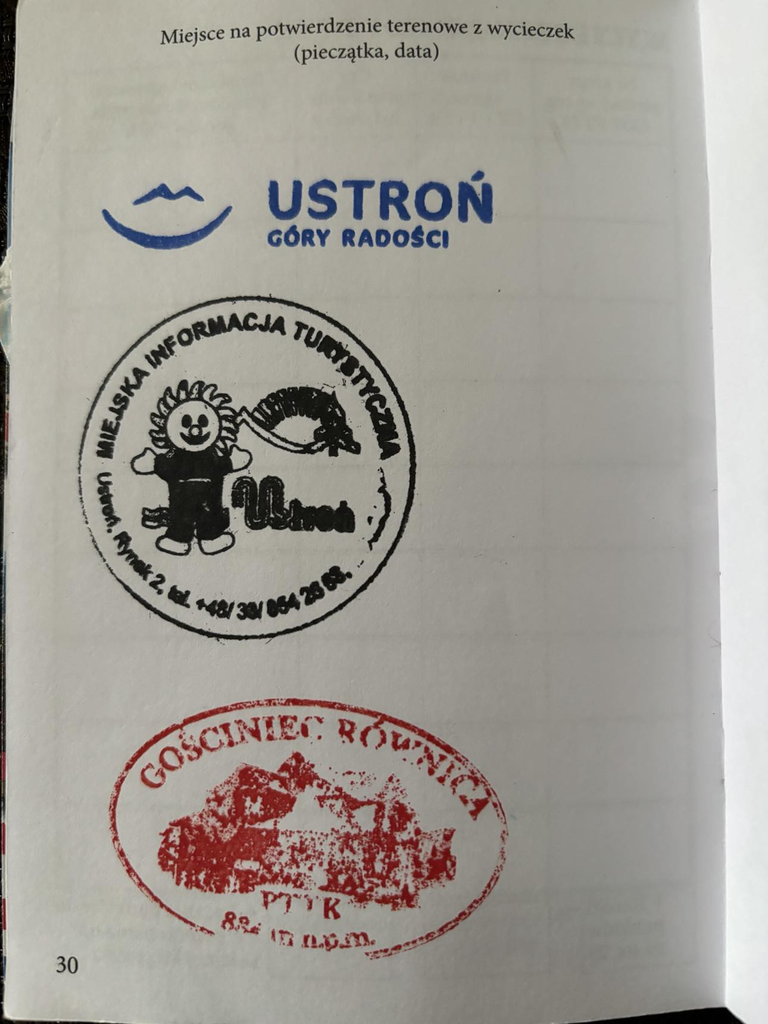 Miejsce na potwierdzenie terenowe z wycieczek
(pieczątka, data)
USTROŃ
GÓRY RADOŚCI
MIEJSKA INFORMACJA TURYSTYCZNA
Ustroń
Ustroń, Rynek 2, tel. +48/ 33/ 854 26 53.
GOŚCINIEC RÓWNICA
PTTK
884 m n.p.m.
30